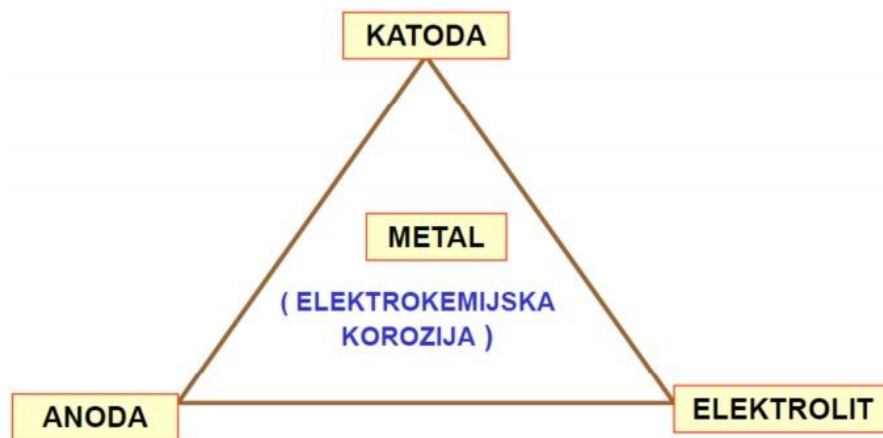 KATODA
METAL
( ELEKTROKEMIJSKA
KOROZIJA )
ANODA
ELEKTROLIT